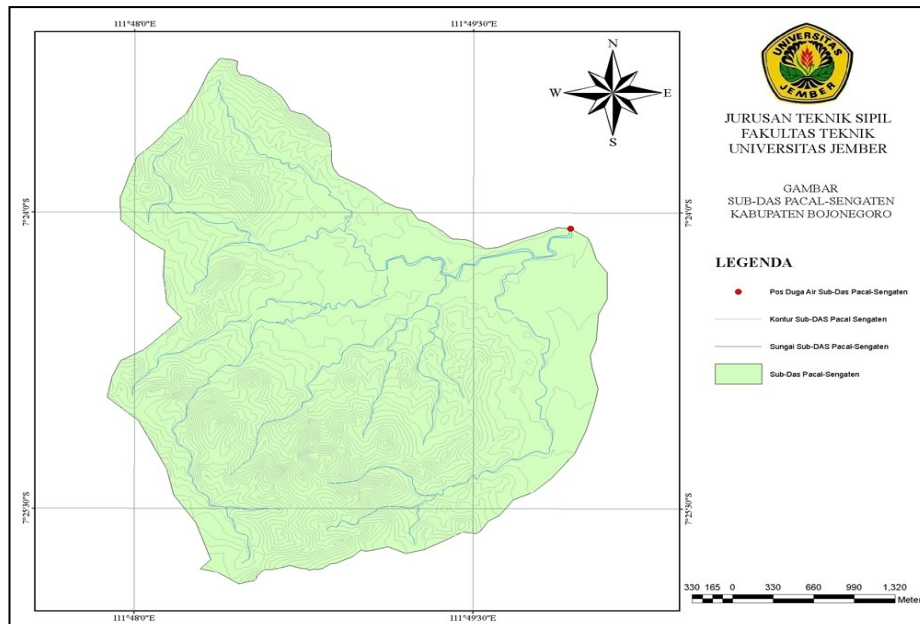 111°48'0"E
111°49'30"E
N
W
E
S
7°24'0"S
7°24'0"S
7°25'30"S
7°25'30"S
111°48'0"E
111°49'30"E
UNIVERSITAS
JEMBER
JURUSAN TEKNIK SIPIL
FAKULTAS TEKNIK
UNIVERSITAS JEMBER
GAMBAR
SUB-DAS PACAL-SENGATEN
KABUPATEN BOJONEGORO
LEGENDA
Pos Duga Air Sub-Das Pacal-Sengaten
Kontur Sub-DAS Pacal Sengaten
Sungai Sub-DAS Pacal-Sengaten
Sub-Das Pacal-Sengaten
330 165 0 330 660 990 1,320
Meter